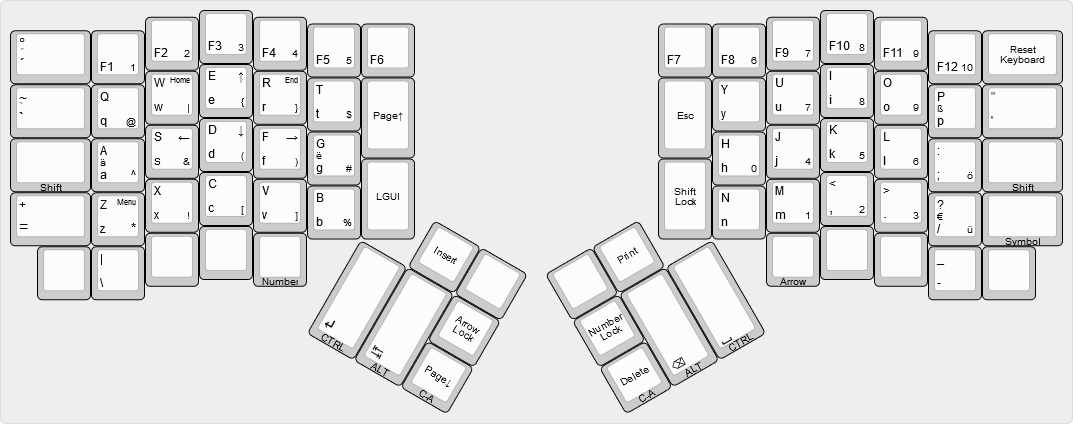 °
ˇ
´
F1 1
F2 2
F3 3
F4 4
F5 5
F6
~
`
Q
q @
W Home
w |
E ↑
e {
R End
r }
T
t $
Page↑
Shift
A
ä
a ^
S ←
s &
D ↓
d (
F →
f )
G
ë
g #
LGUI
+
=
Z Menu
z *
X
x !
C
c [
V
v ]
B
b %
|
\
Number
↵
CTRL
Insert
↹
ALT
Arrow
Lock
Page↓
C-A
F7
F8 6
F9 7
F10 8
F11 9
F12 10
Reset
Keyboard
Esc
Y
y
U
u 7
I
i 8
O
o 9
P
ß
p
"
'
H
h 0
J
j 4
K
k 5
L
l 6
:
; ö
Shift
Shift
Lock
N
n
M
m 1
<
, 2
>
. 3
?
€
/ ü
Symbol
Arrow
_
-
Print
Number
Lock
⌫
ALT
⎵
CTRL
Delete
C-A